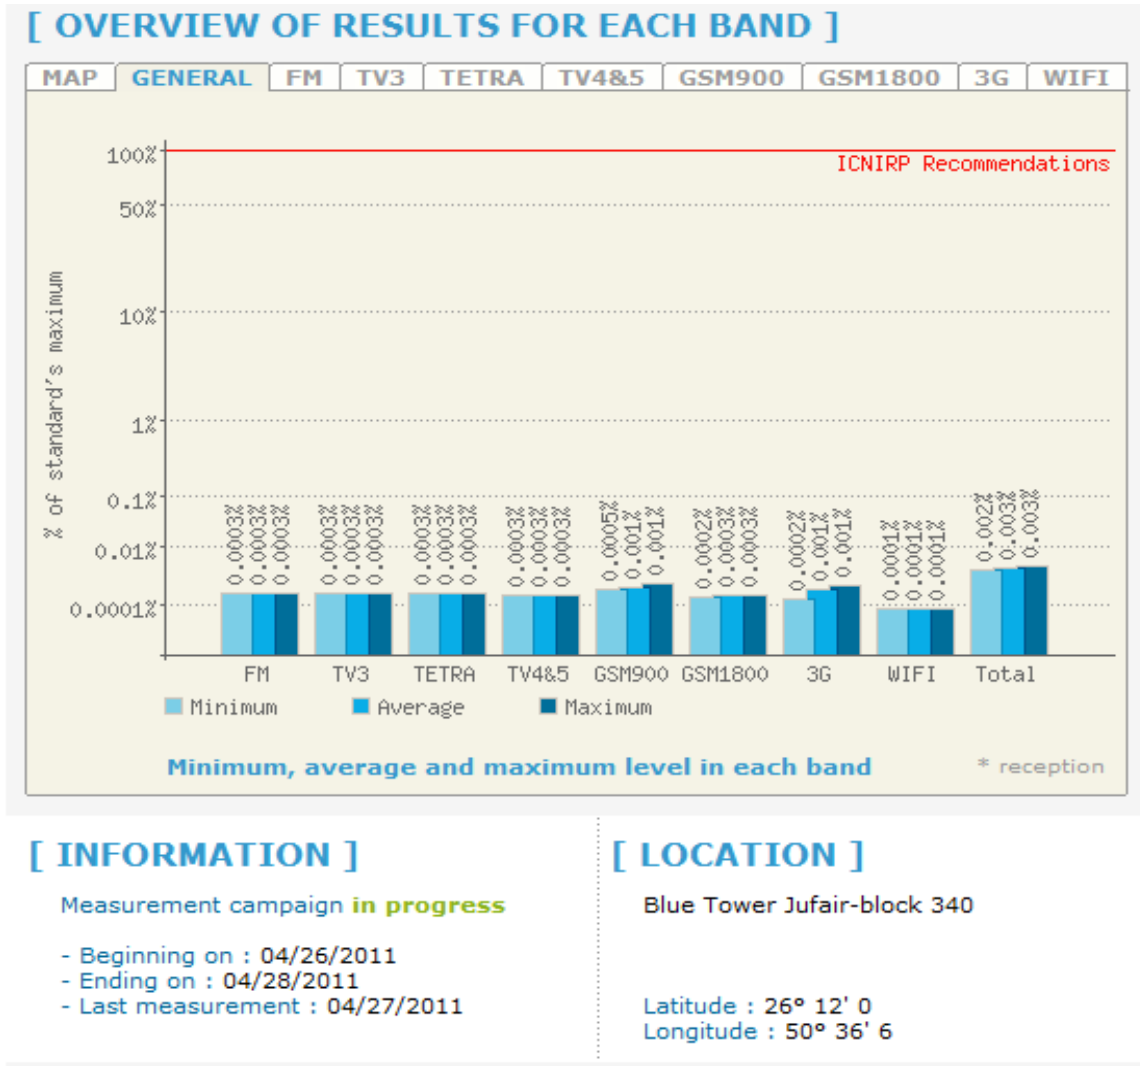 [ OVERVIEW OF RESULTS FOR EACH BAND ]
MAP GENERAL FM TV3 TETRA TV4&5 GSM900 GSM1800 3G WIFI
100%
ICNIRP Recommendations
50%
10%
1%
0.1%
0.01%
0.0001%
% of standard's maximum
0.0003% 0.0003% 0.0003% 0.0003% 0.0003% 0.0003% 0.0003% 0.0003% 0.0003% 0.0003% 0.0003% 0.0003% 0.0005% 0.001% 0.001% 0.0002% 0.0003% 0.0003% 0.0002% 0.001% 0.001% 0.0001% 0.0001% 0.0001% 0.002% 0.003% 0.003%
FM TV3 TETRA TV4&5 GSM900 GSM1800 3G WIFI Total
Minimum Average Maximum
Minimum, average and maximum level in each band * reception
[ INFORMATION ]
Measurement campaign in progress
- Beginning on : 04/26/2011
- Ending on : 04/28/2011
- Last measurement : 04/27/2011
[ LOCATION ]
Blue Tower Jufair-block 340
Latitude : 26º 12' 0
Longitude : 50º 36' 6